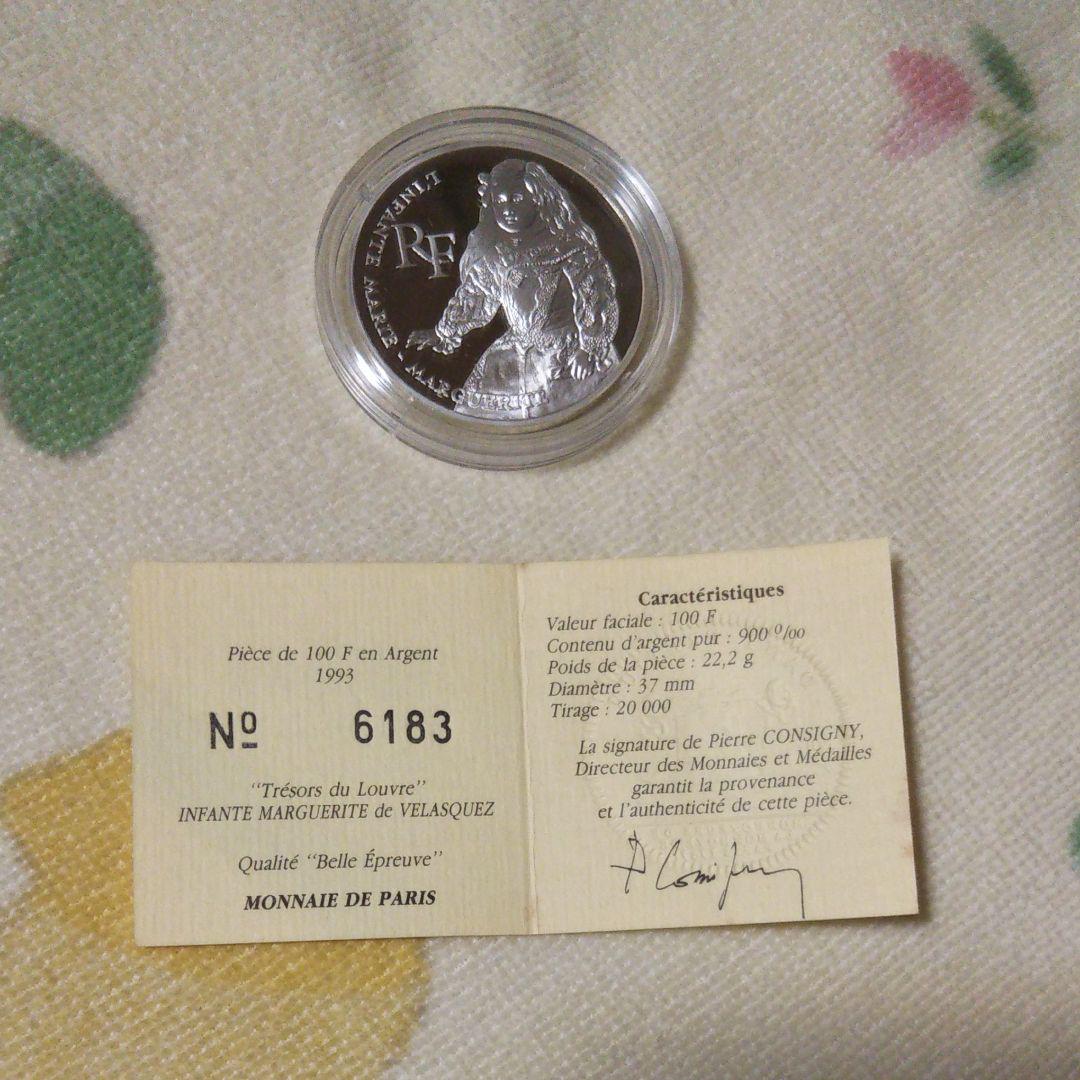 L'INFANTE MARIE - MARGUERITE
RF
Pièce de 100 F en Argent
1993
Nº 6183
"Trésors du Louvre"
INFANTE MARGUERITE de VELASQUEZ
Qualité "Belle Épreuve"
MONNAIE DE PARIS
Caractéristiques
Valeur faciale : 100 F
Contenu d'argent pur : 900 º/oo
Poids de la pièce : 22,2 g
Diamètre : 37 mm
Tirage : 20 000
La signature de Pierre CONSIGNY,
Directeur des Monnaies et Médailles
garantit la provenance
et l'authenticité de cette pièce.